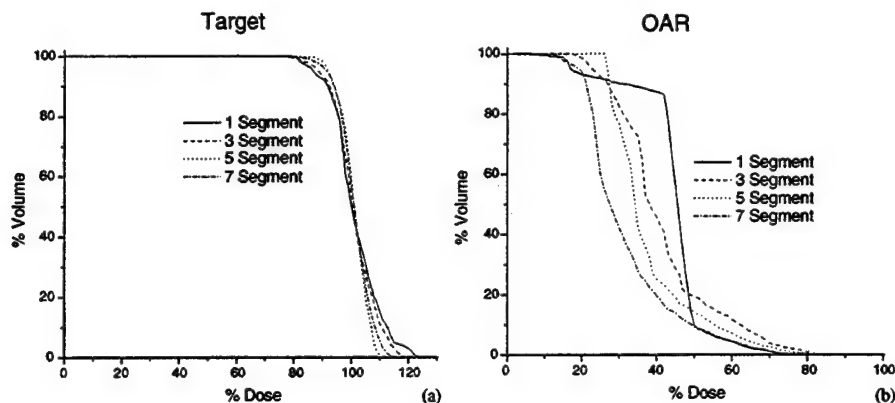 Target
100
80
60
40
20
0
% Volume
1 Segment
3 Segment
5 Segment
7 Segment
0 20 40 60 80 100 120
% Dose
(a)
OAR
100
80
60
40
20
0
% Volume
1 Segment
3 Segment
5 Segment
7 Segment
0 20 40 60 80 100
% Dose
(b)